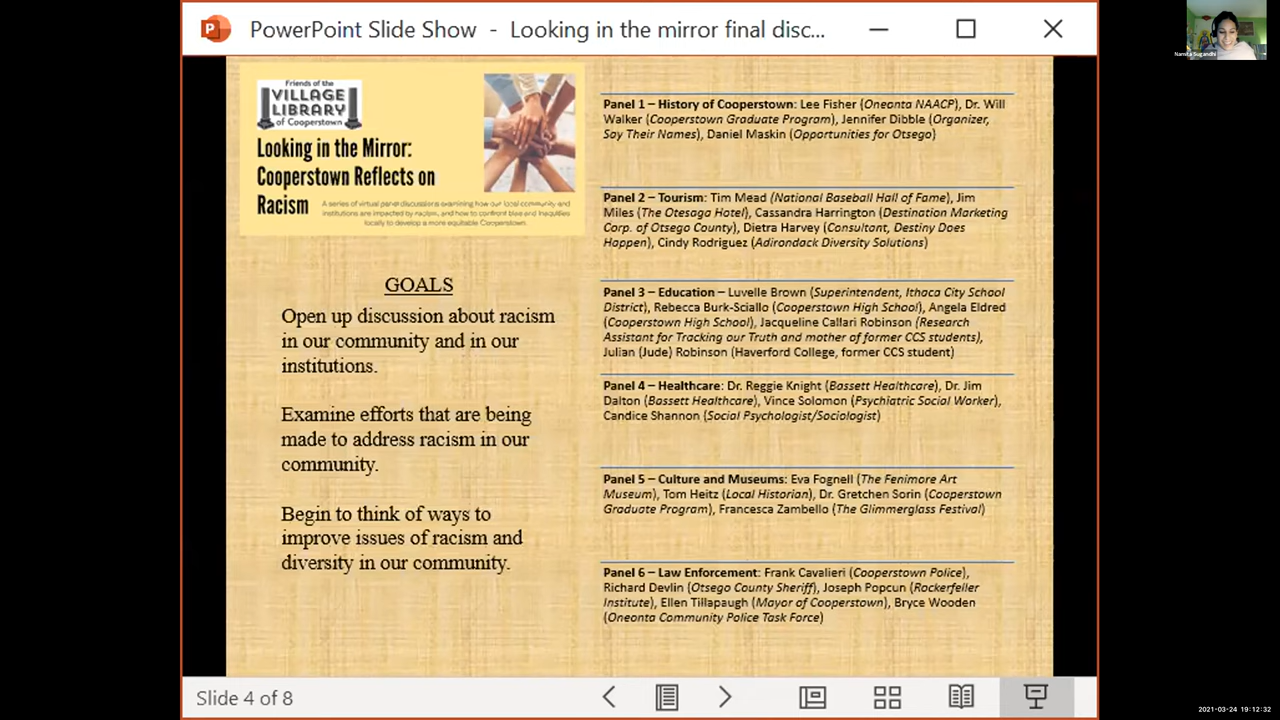 PowerPoint Slide Show - Looking in the mirror final disc...
Friends of the
VILLAGE
LIBRARY
of Cooperstown
Looking in the Mirror:
Cooperstown Reflects on
Racism
A series of virtual panel discussions examining how our local community and
institutions are impacted by racism, and how to confront bias and inequities
locally to develop a more equitable Cooperstown.
GOALS
Open up discussion about racism
in our community and in our
institutions.
Examine efforts that are being
made to address racism in our
community.
Begin to think of ways to
improve issues of racism and
diversity in our community.
Panel 1 – History of Cooperstown: Lee Fisher (Oneonta NAACP), Dr. Will
Walker (Cooperstown Graduate Program), Jennifer Dibble (Organizer,
Say Their Names), Daniel Maskin (Opportunities for Otsego)
Panel 2 – Tourism: Tim Mead (National Baseball Hall of Fame), Jim
Miles (The Otesaga Hotel), Cassandra Harrington (Destination Marketing
Corp. of Otsego County), Dietra Harvey (Consultant, Destiny Does
Happen), Cindy Rodriguez (Adirondack Diversity Solutions)
Panel 3 – Education – Luvelle Brown (Superintendent, Ithaca City School
District), Rebecca Burk-Sciallo (Cooperstown High School), Angela Eldred
(Cooperstown High School), Jacqueline Callari Robinson (Research
Assistant for Tracking our Truth and mother of former CCS students),
Julian (Jude) Robinson (Haverford College, former CCS student)
Panel 4 – Healthcare: Dr. Reggie Knight (Bassett Healthcare), Dr. Jim
Dalton (Bassett Healthcare), Vince Solomon (Psychiatric Social Worker),
Candice Shannon (Social Psychologist/Sociologist)
Panel 5 – Culture and Museums: Eva Fognell (The Fenimore Art
Museum), Tom Heitz (Local Historian), Dr. Gretchen Sorin (Cooperstown
Graduate Program), Francesca Zambello (The Glimmerglass Festival)
Panel 6 – Law Enforcement: Frank Cavalieri (Cooperstown Police),
Richard Devlin (Otsego County Sheriff), Joseph Popcun (Rockerfeller
Institute), Ellen Tillapaugh (Mayor of Cooperstown), Bryce Wooden
(Oneonta Community Police Task Force)
Slide 4 of 8
Namita Sugandhi
2021-03-24 19:12:32